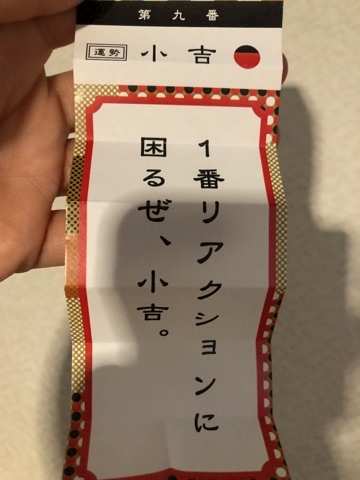 第九番
運勢 小吉
1番リアクションに
困るぜ、小吉。